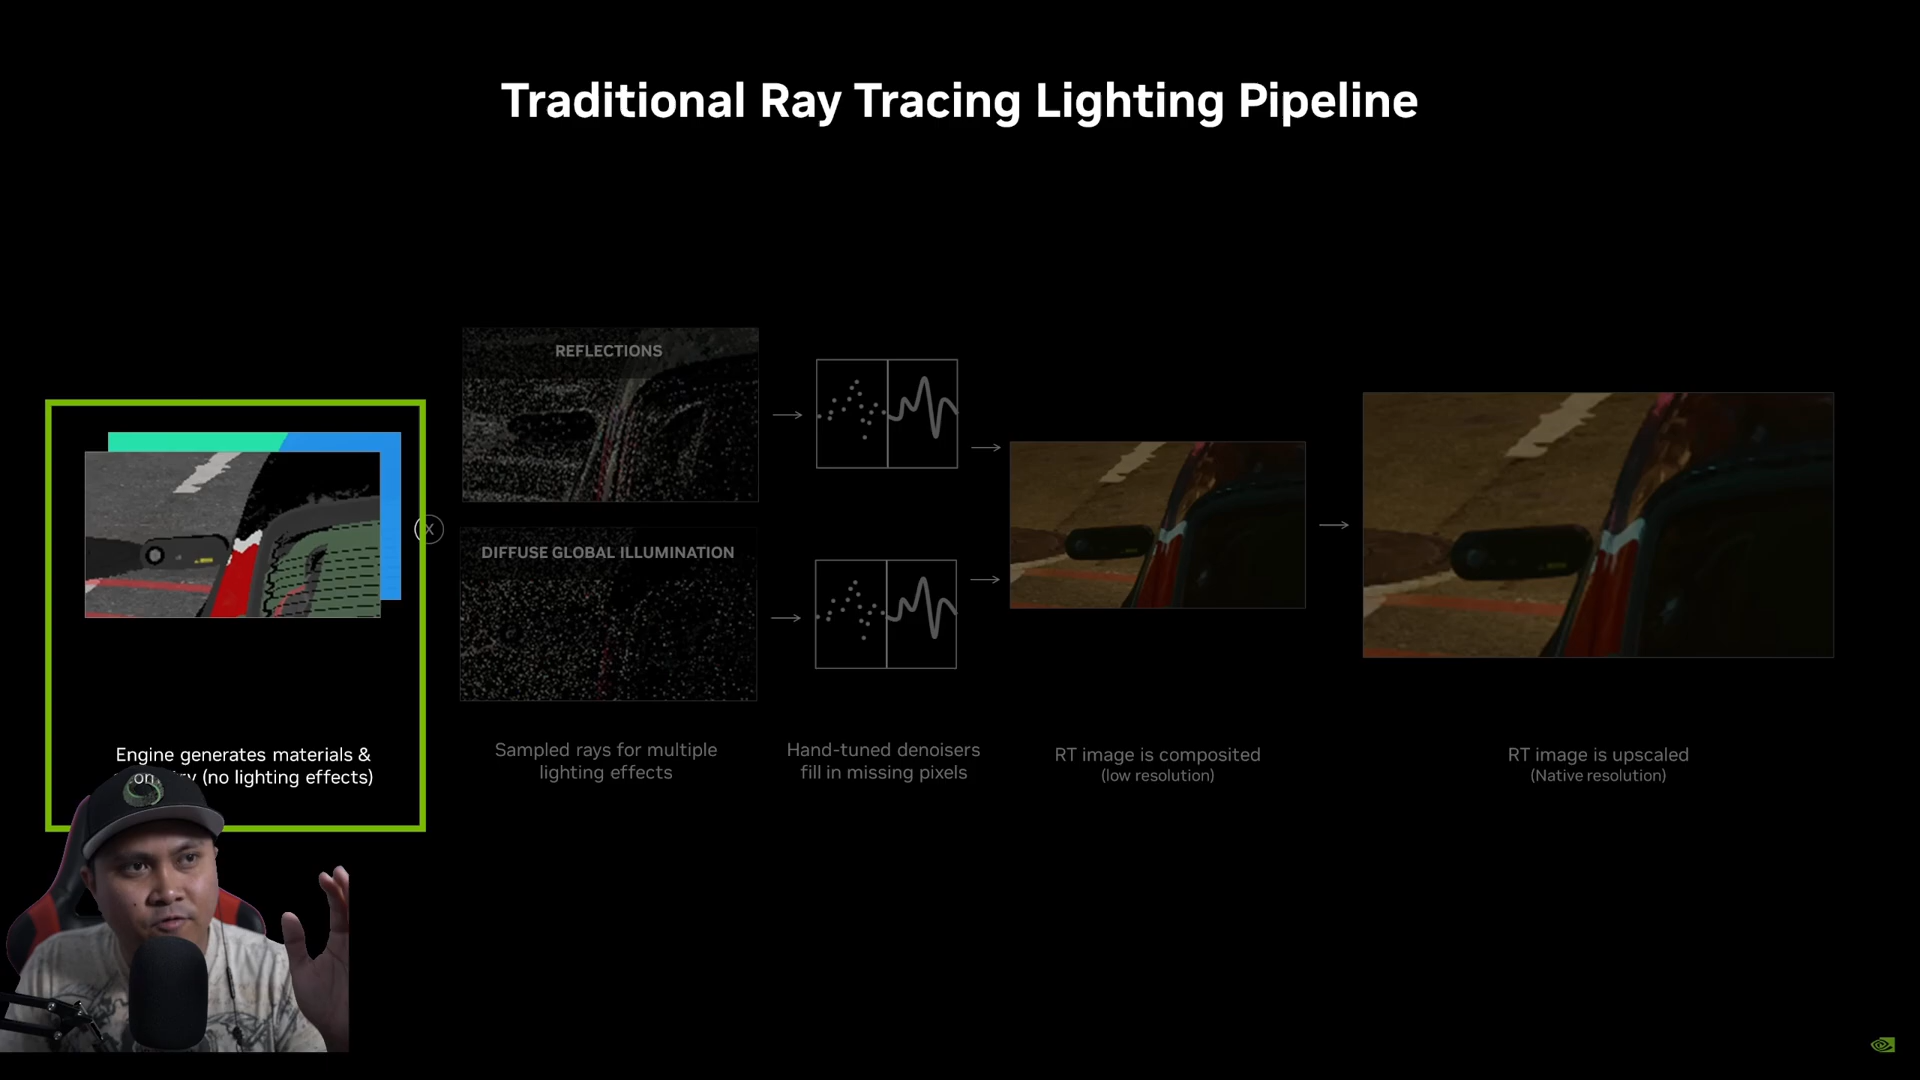 Traditional Ray Tracing Lighting Pipeline
REFLECTIONS
DIFFUSE GLOBAL ILLUMINATION
Engine generates materials &
(no lighting effects)
Sampled rays for multiple
lighting effects
Hand-tuned denoisers
fill in missing pixels
RT image is composited
(low resolution)
RT image is upscaled
(Native resolution)